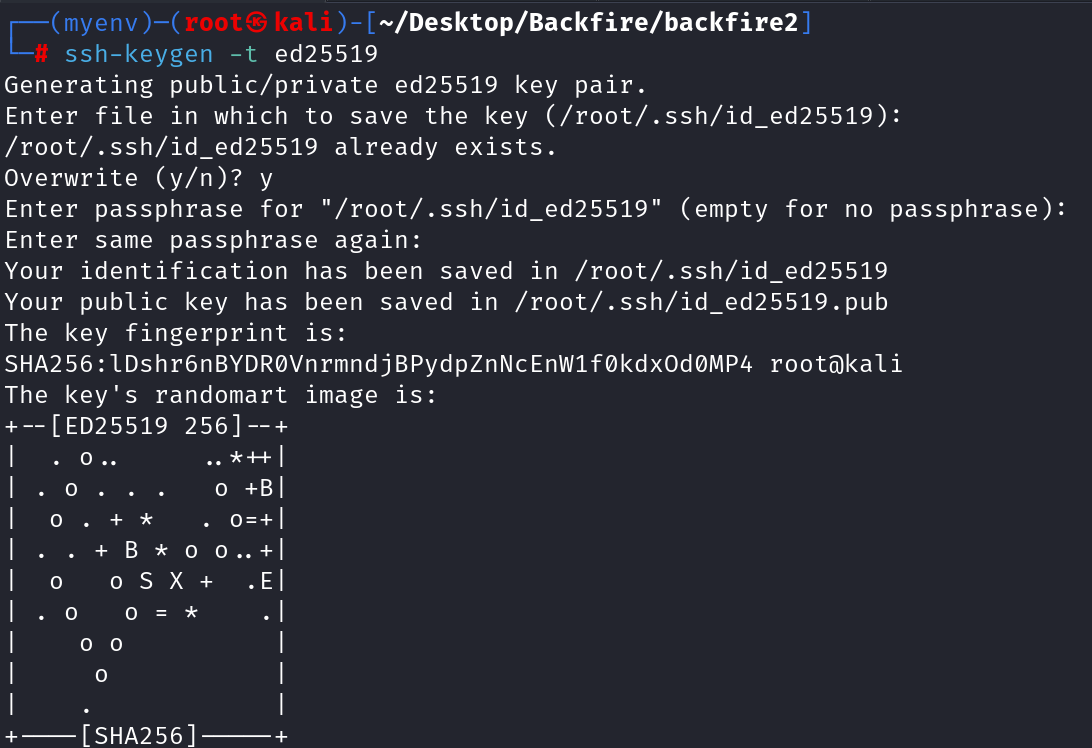 ┌──(myenv)─(root㉿kali)-[~/Desktop/Backfire/backfire2]
└─# ssh-keygen -t ed25519
Generating public/private ed25519 key pair.
Enter file in which to save the key (/root/.ssh/id_ed25519):
/root/.ssh/id_ed25519 already exists.
Overwrite (y/n)? y
Enter passphrase for "/root/.ssh/id_ed25519" (empty for no passphrase):
Enter same passphrase again:
Your identification has been saved in /root/.ssh/id_ed25519
Your public key has been saved in /root/.ssh/id_ed25519.pub
The key fingerprint is:
SHA256:lDshr6nBYDR0VnrmndjBPydpZnNcEnW1f0kdxOd0MP4 root@kali
The key's randomart image is:
+--[ED25519 256]--+
|  . o..      ..*++|
| . o . . .   o +B|
|  o . + *   . o=+|
| . . + B * o o..+|
|  o   o S X +  .E|
| . o   o = *    .|
|    o o          |
|     o           |
|    .            |
+----[SHA256]-----+